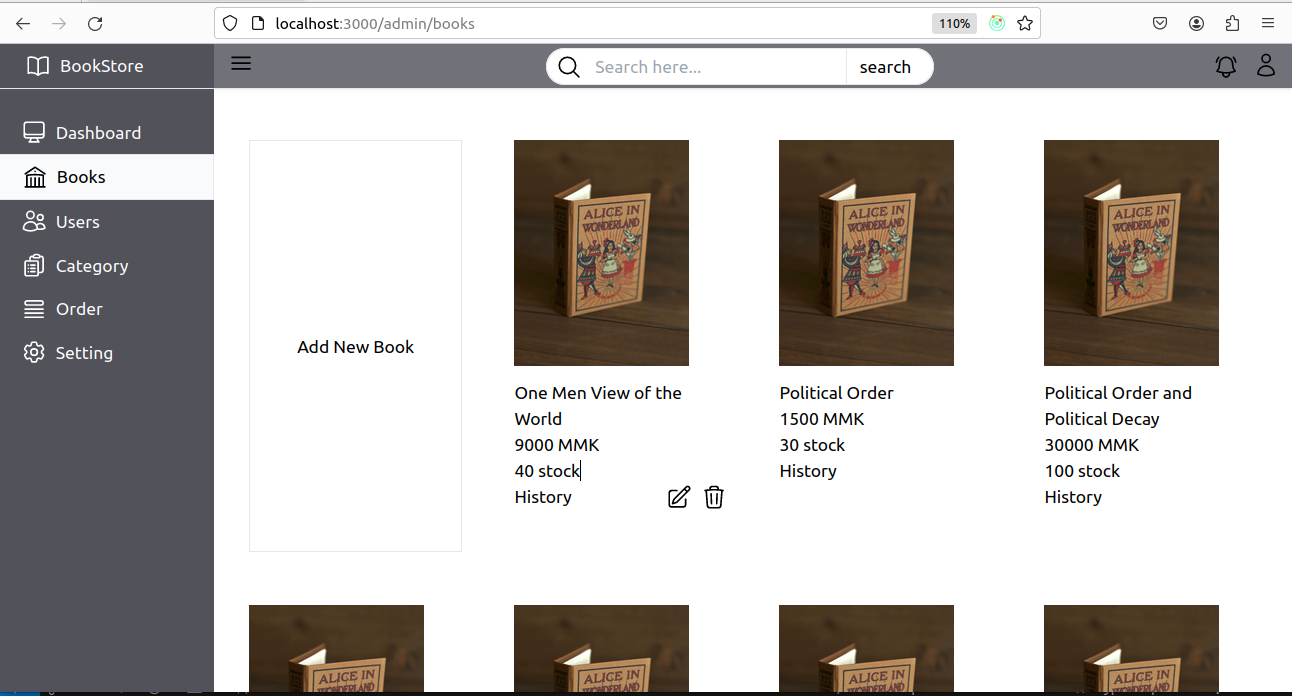 localhost:3000/admin/books
110%
BookStore
Search here...
search
Dashboard
Books
Users
Category
Order
Setting
Add New Book
ALICE IN
WONDERLAND
One Men View of the
World
9000 MMK
40 stock
History
ALICE IN
WONDERLAND
Political Order
1500 MMK
30 stock
History
ALICE IN
WONDERLAND
Political Order and
Political Decay
30000 MMK
100 stock
History
ALICE IN
WONDERLAND
ALICE IN
WONDERLAND
ALICE IN
WONDERLAND
ALICE IN
WONDERLAND